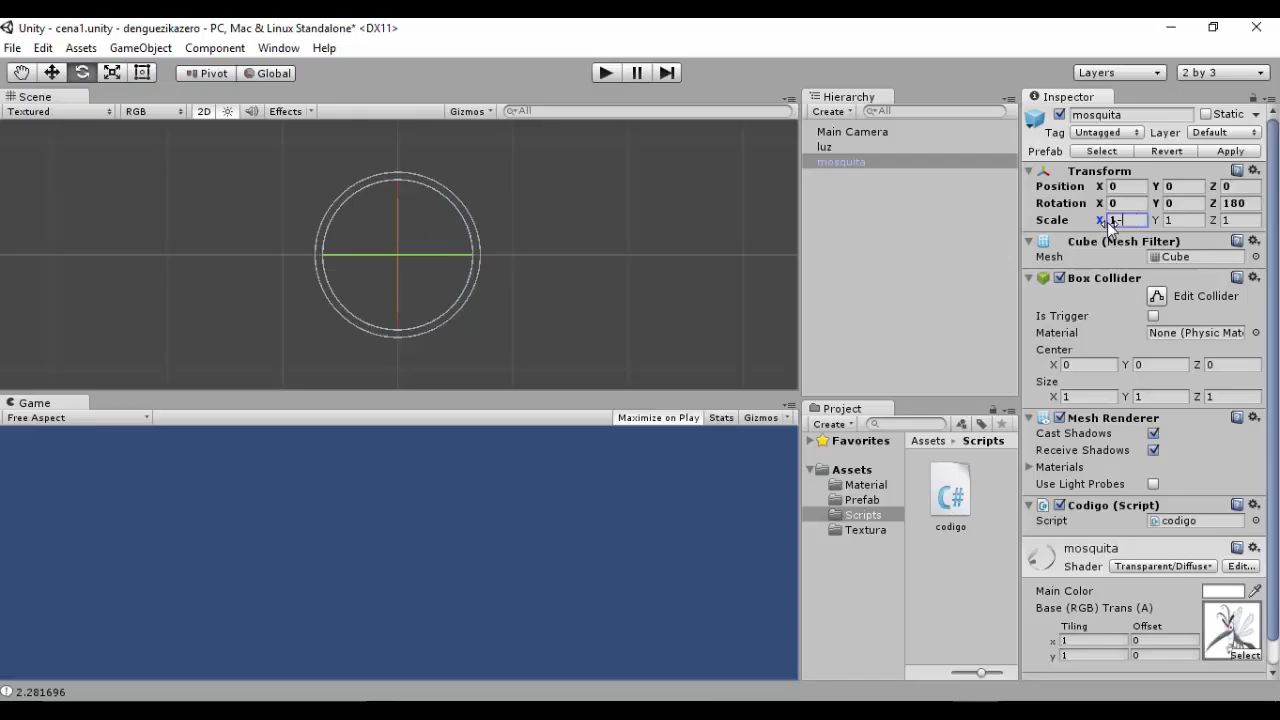 Unity - cena1.unity - denguezikazero - PC, Mac & Linux Standalone* <DX11>
File Edit Assets GameObject Component Window Help
Pivot Global Layers 2 by 3
Scene
Textured RGB 2D Effects Gizmos All
Hierarchy
Create All
Main Camera
luz
mosquita
Inspector
mosquita Static
Tag Untagged Layer Default
Prefab Select Revert Apply
Transform
Position X 0 Y 0 Z 0
Rotation X 0 Y 0 Z 180
Scale X 1- Y 1 Z 1
Cube (Mesh Filter)
Mesh Cube
Box Collider
Edit Collider
Is Trigger
Material None (Physic Mat
Center
X 0 Y 0 Z 0
Size
X 1 Y 1 Z 1
Mesh Renderer
Cast Shadows
Receive Shadows
Materials
Use Light Probes
Codigo (Script)
Script codigo
mosquita
Shader Transparent/Diffuse Edit...
Main Color
Base (RGB) Trans (A)
Tiling Offset
x 1 0
y 1 0
Select
Game
Free Aspect Maximize on Play Stats Gizmos
Project
Create
Favorites
Assets
Material
Prefab
Scripts
Textura
Assets Scripts
C#
codigo
2.281696